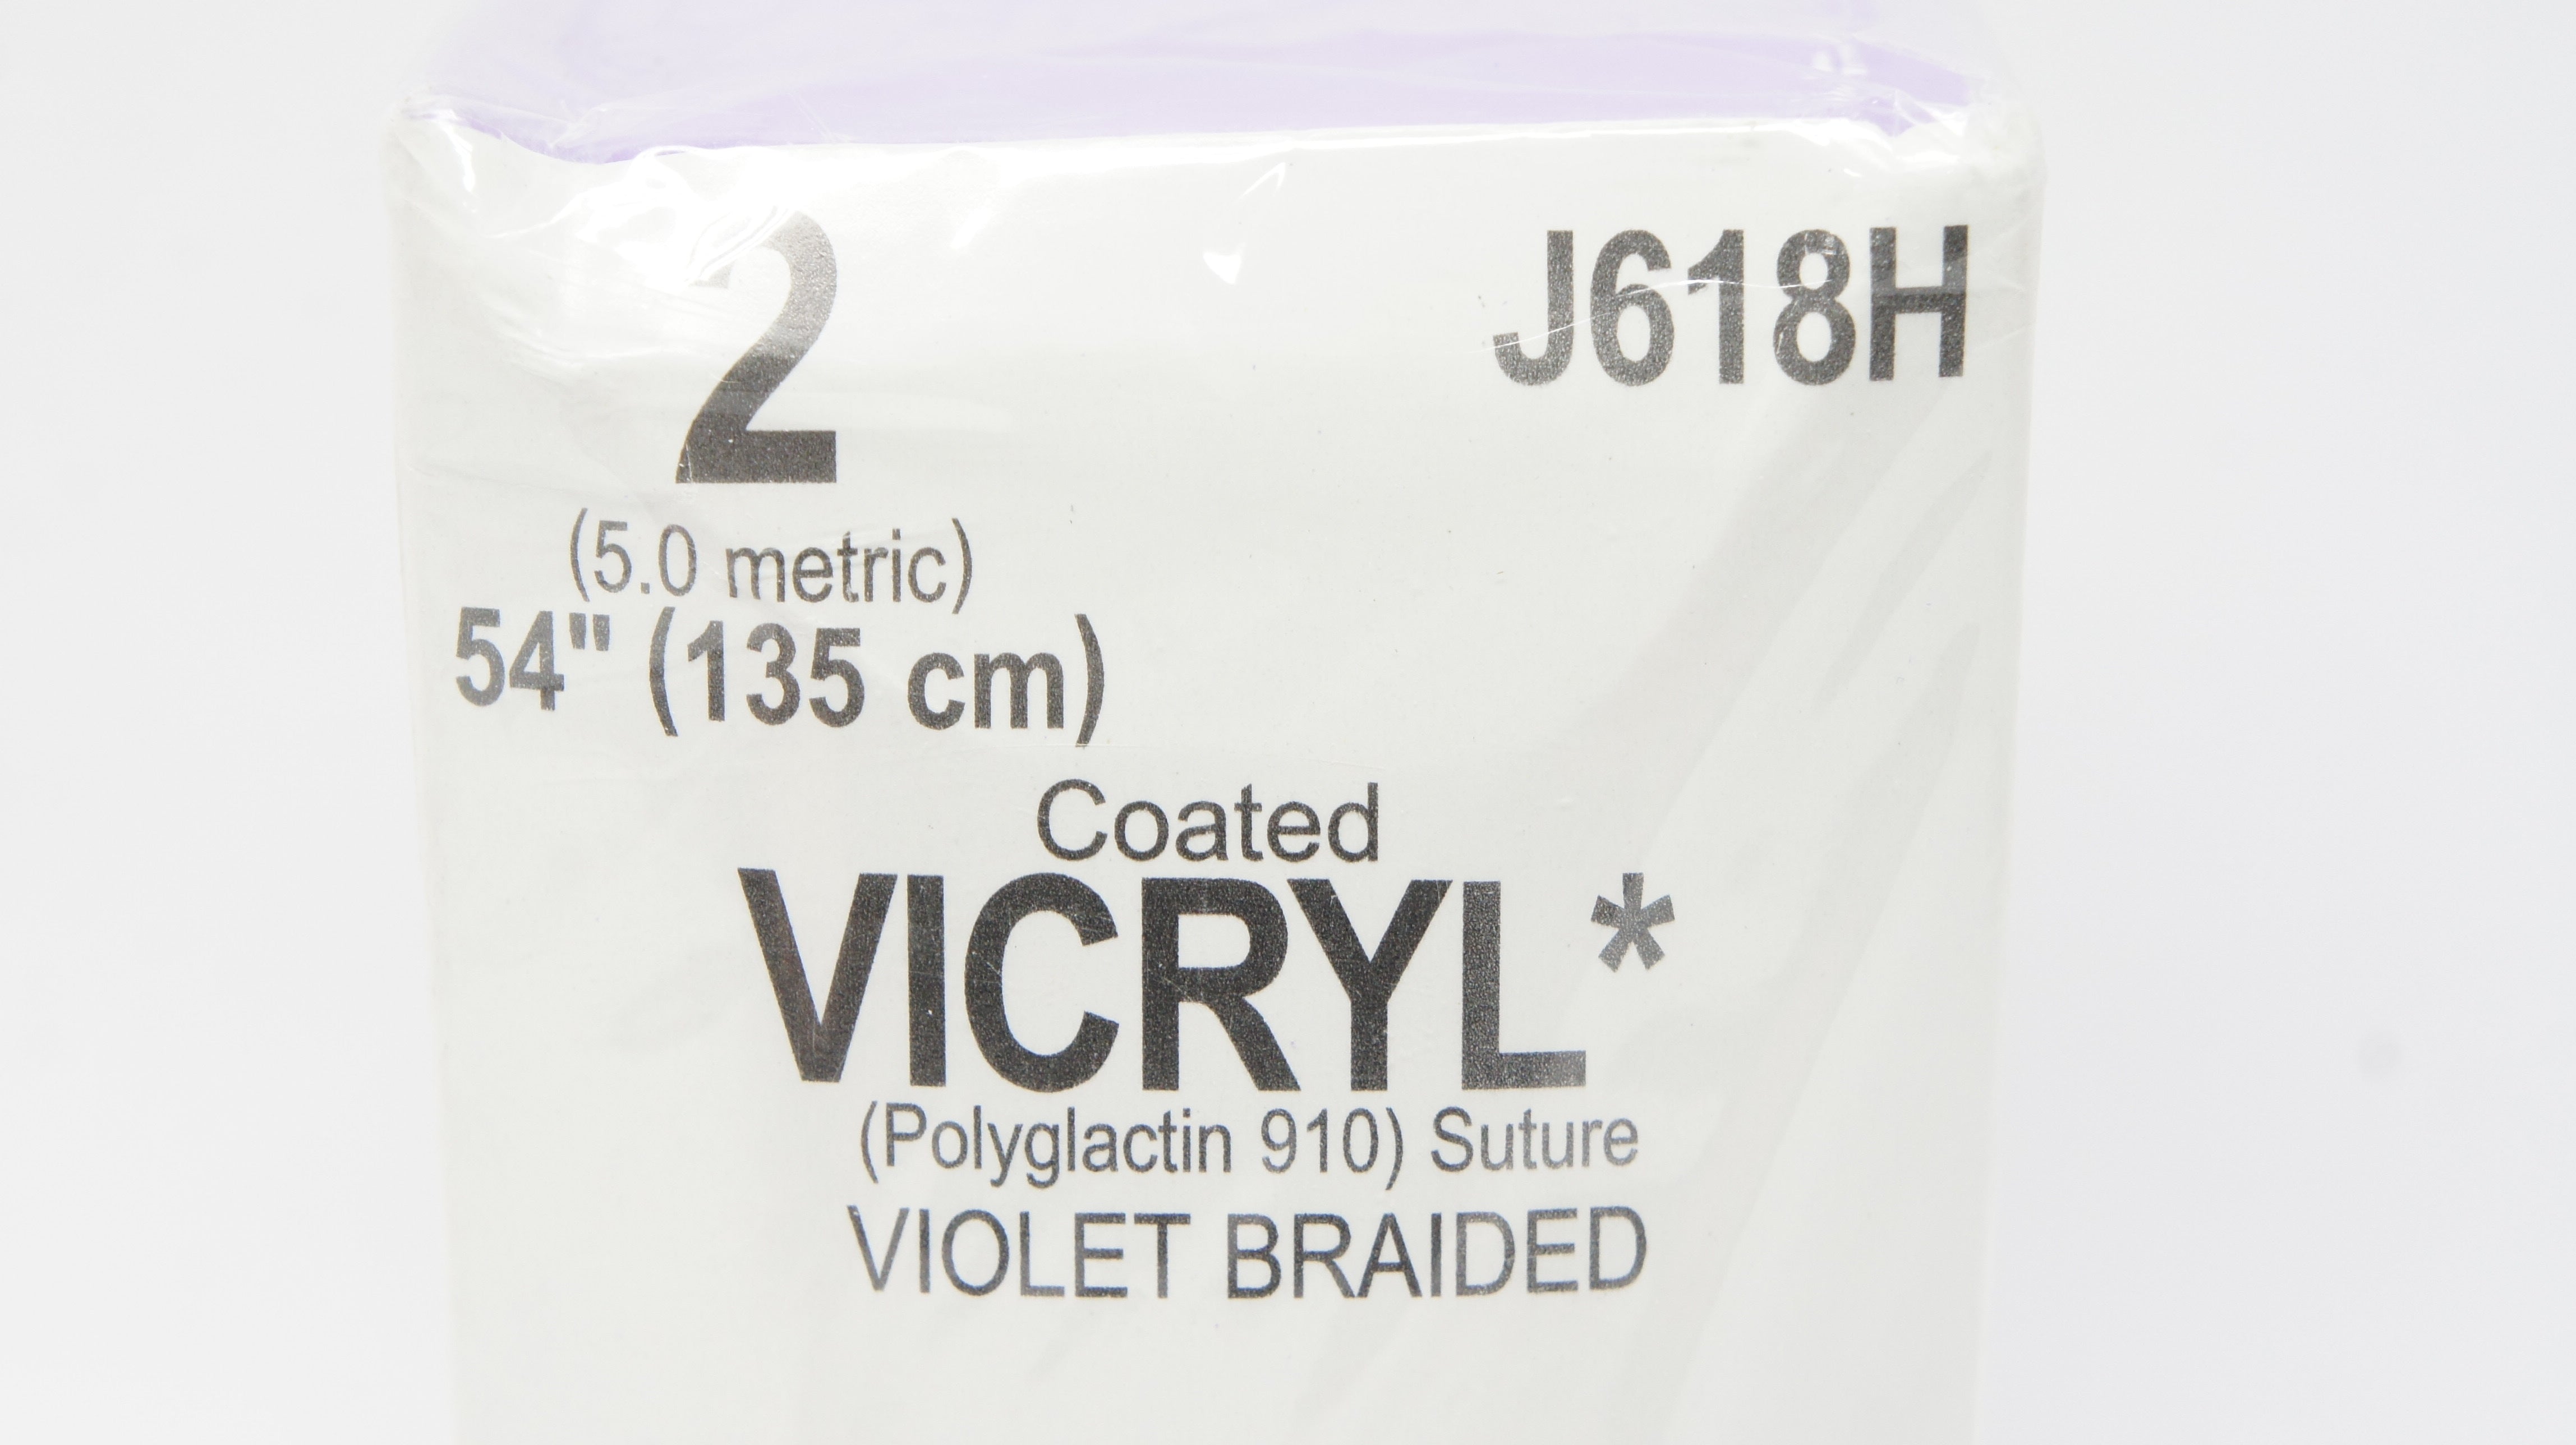 2
J618H
(5.0 metric)
54" (135 cm)
Coated
VICRYL*
(Polyglactin 910) Suture
VIOLET BRAIDED